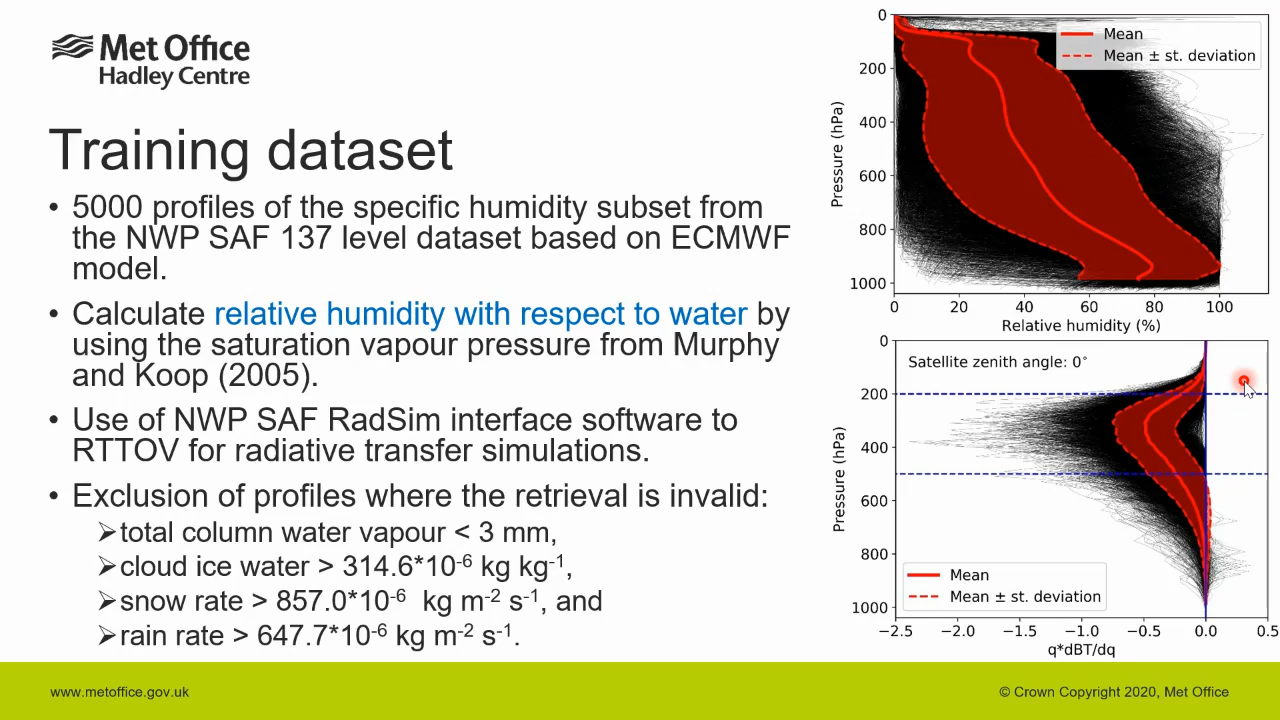 Met Office
Hadley Centre
Training dataset
• 5000 profiles of the specific humidity subset from
the NWP SAF 137 level dataset based on ECMWF
model.
• Calculate relative humidity with respect to water by
using the saturation vapour pressure from Murphy
and Koop (2005).
• Use of NWP SAF RadSim interface software to
RTTOV for radiative transfer simulations.
• Exclusion of profiles where the retrieval is invalid:
➢total column water vapour < 3 mm,
➢cloud ice water > 314.6*10⁻⁶ kg kg⁻¹,
➢snow rate > 857.0*10⁻⁶ kg m⁻² s⁻¹, and
➢rain rate > 647.7*10⁻⁶ kg m⁻² s⁻¹.
0
200
400
600
800
1000
Pressure (hPa)
Mean
Mean ± st. deviation
0 20 40 60 80 100
Relative humidity (%)
0
200
400
600
800
1000
Pressure (hPa)
Satellite zenith angle: 0°
Mean
Mean ± st. deviation
−2.5 −2.0 −1.5 −1.0 −0.5 0.0 0.5
q*dBT/dq
www.metoffice.gov.uk
© Crown Copyright 2020, Met Office